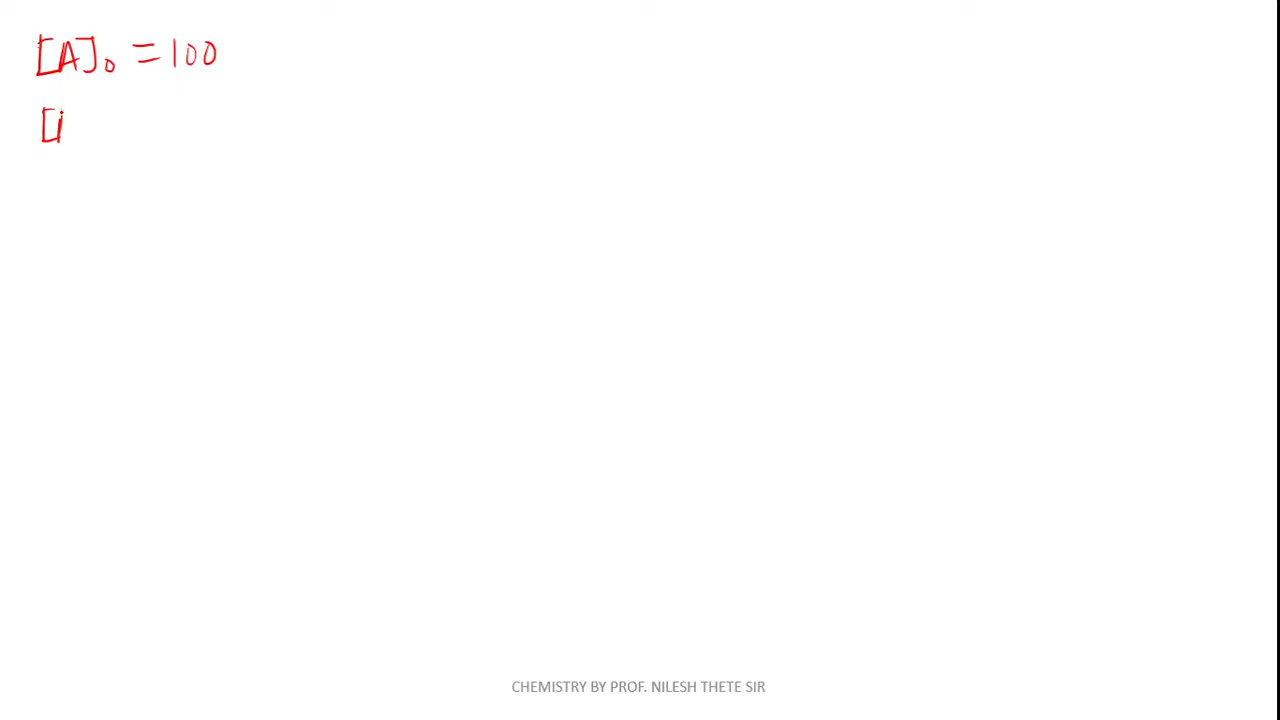 [A]₀ = 100
[
CHEMISTRY BY PROF. NILESH THETE SIR